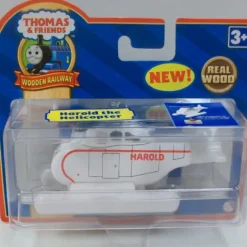 THOMAS
& FRIENDS
WOODEN RAILWAY
3+
NEW!
REAL
WOOD
Harold the
Helicopter
HAROLD